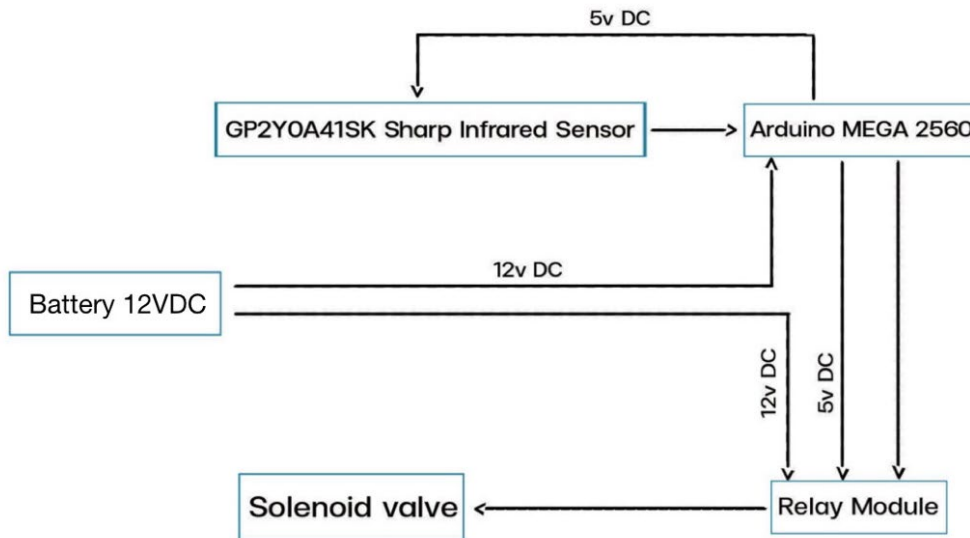 5v DC
GP2Y0A41SK Sharp Infrared Sensor
Arduino MEGA 2560
12v DC
Battery 12VDC
12v DC
5v DC
Solenoid valve
Relay Module